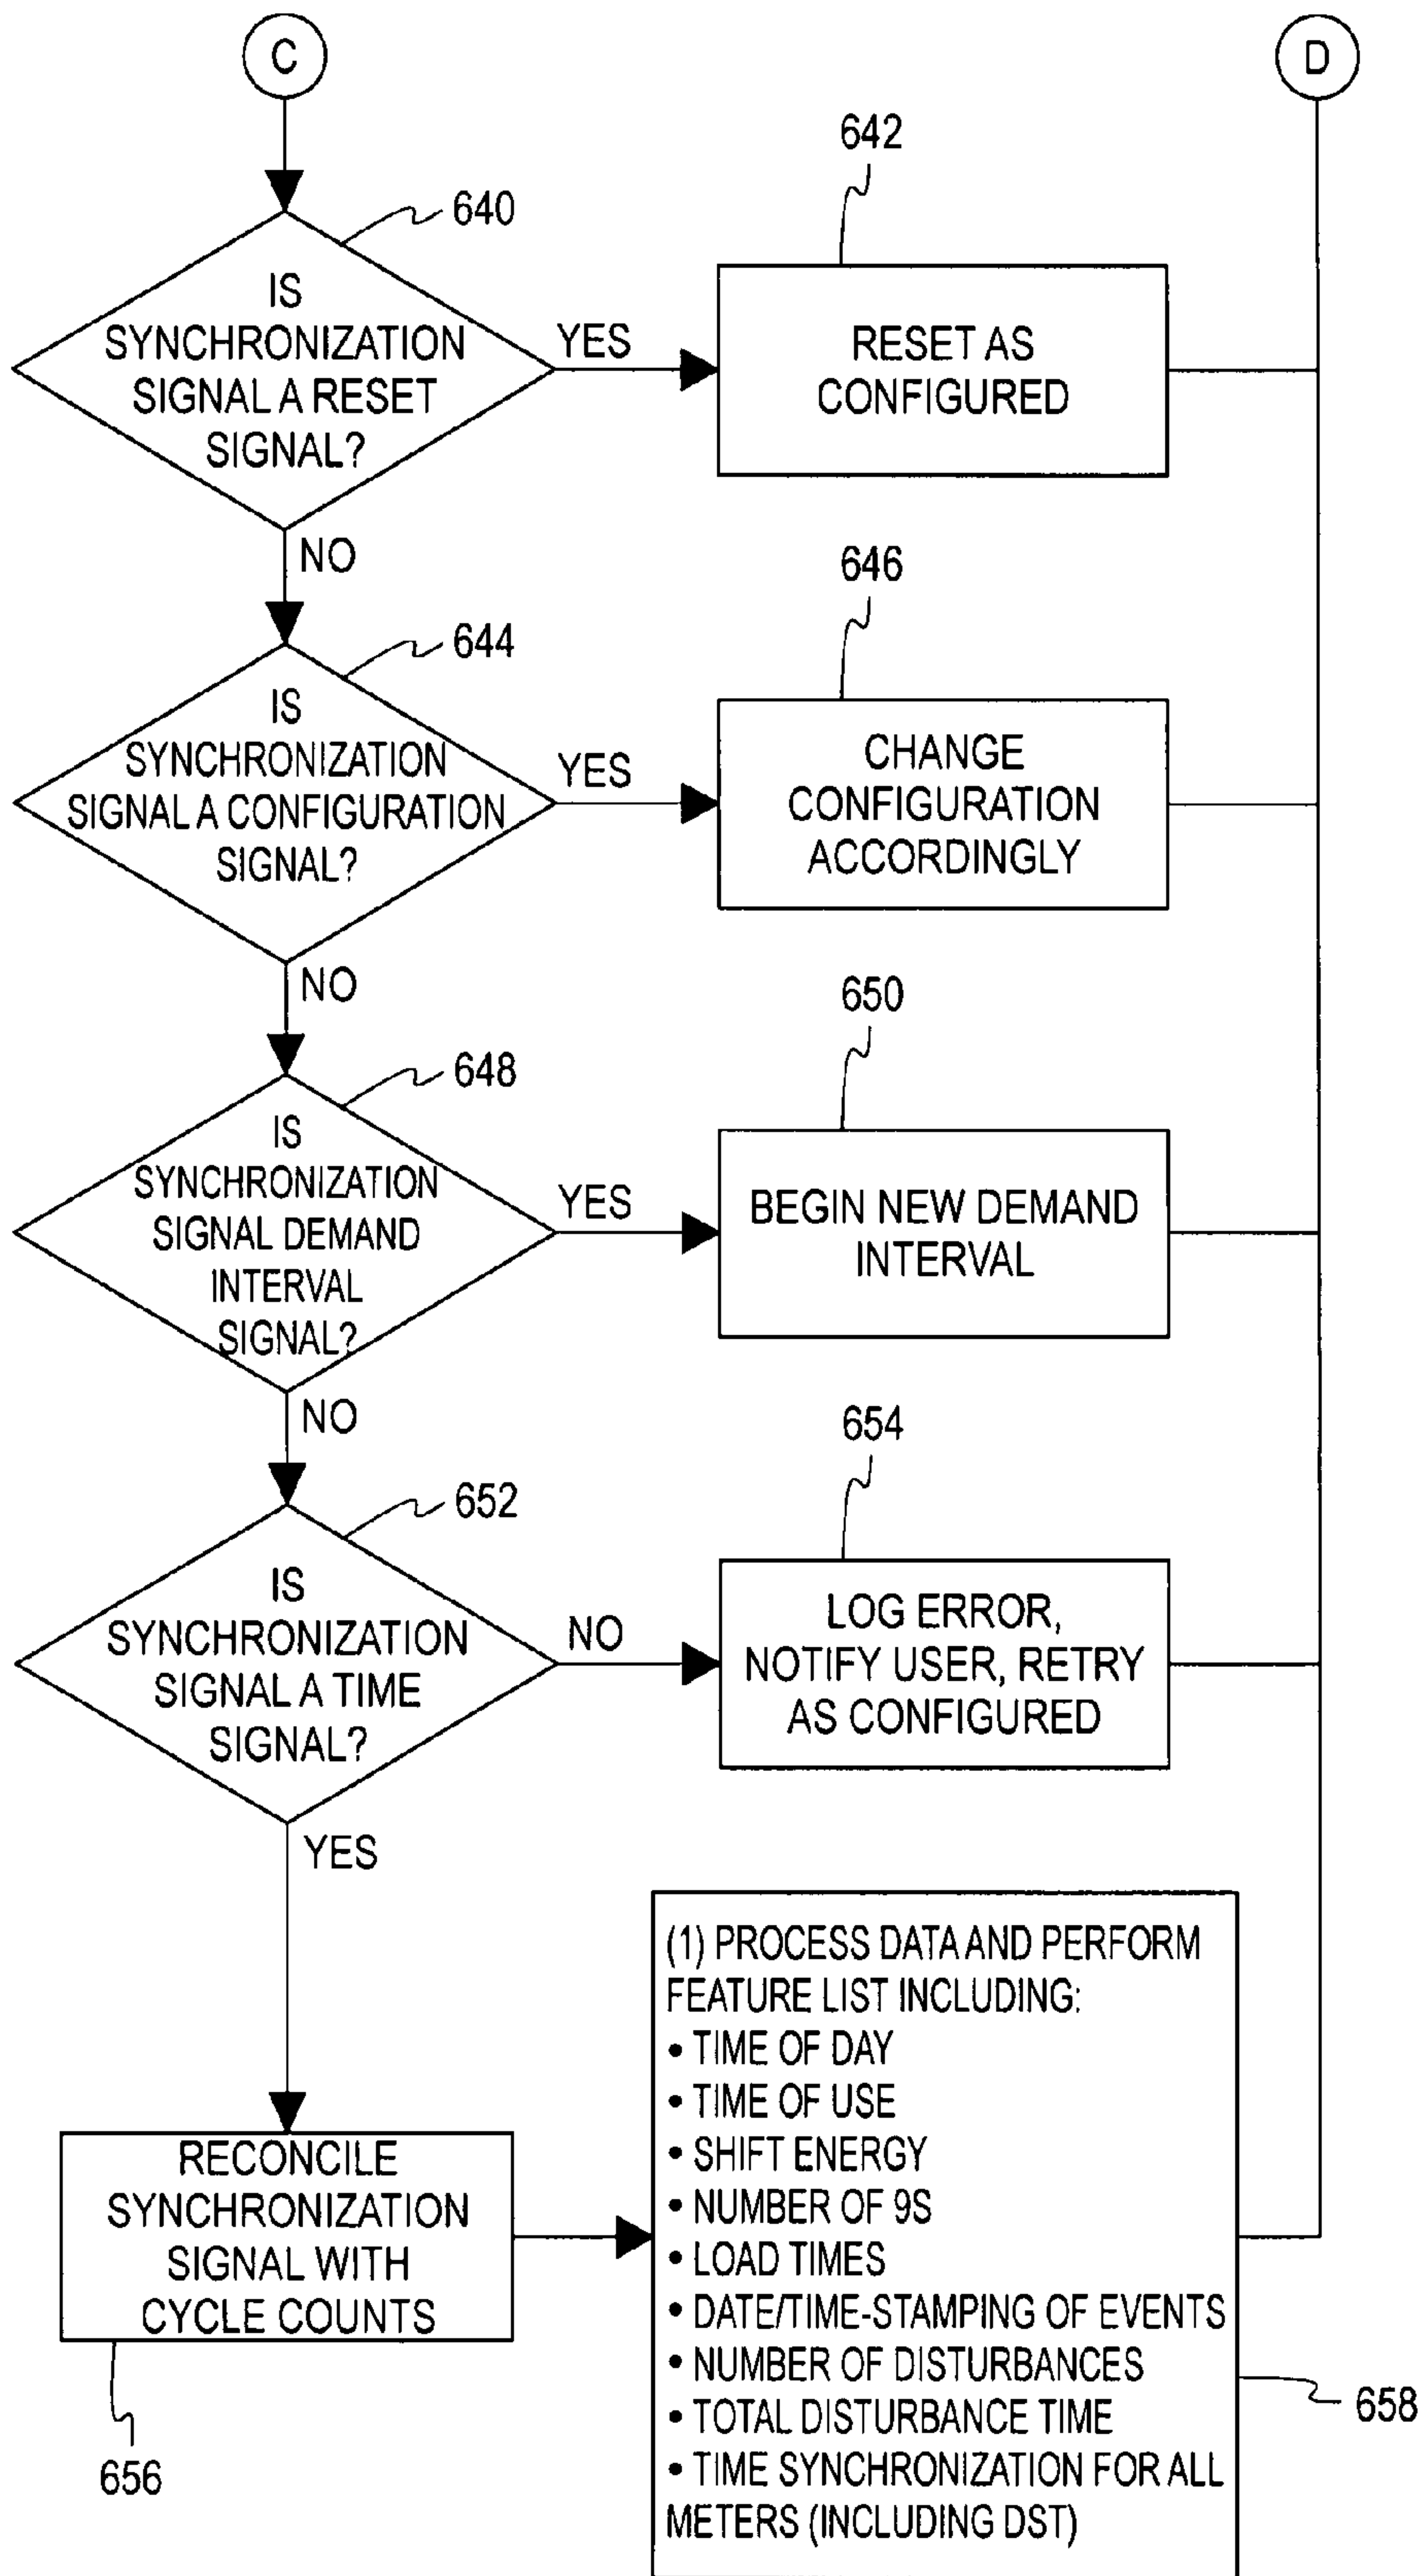 C
D
642
640
IS
SYNCHRONIZATION
SIGNAL A RESET
SIGNAL?
YES
RESET AS
CONFIGURED
NO
646
644
IS
SYNCHRONIZATION
SIGNAL A CONFIGURATION
SIGNAL?
YES
CHANGE
CONFIGURATION
ACCORDINGLY
NO
650
648
IS
SYNCHRONIZATION
SIGNAL DEMAND
INTERVAL
SIGNAL?
YES
BEGIN NEW DEMAND
INTERVAL
NO
654
652
IS
SYNCHRONIZATION
SIGNAL A TIME
SIGNAL?
NO
LOG ERROR,
NOTIFY USER, RETRY
AS CONFIGURED
YES
RECONCILE
SYNCHRONIZATION
SIGNAL WITH
CYCLE COUNTS
656
(1) PROCESS DATA AND PERFORM
FEATURE LIST INCLUDING:
• TIME OF DAY
• TIME OF USE
• SHIFT ENERGY
• NUMBER OF 9S
• LOAD TIMES
• DATE/TIME-STAMPING OF EVENTS
• NUMBER OF DISTURBANCES
• TOTAL DISTURBANCE TIME
• TIME SYNCHRONIZATION FOR ALL
METERS (INCLUDING DST)
658